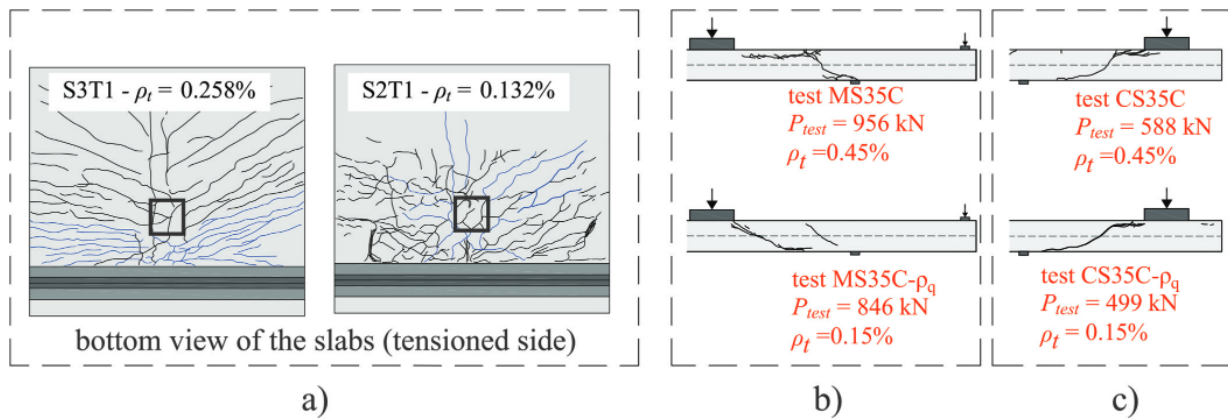 S3T1 - ρt = 0.258%
S2T1 - ρt = 0.132%
bottom view of the slabs (tensioned side)
a)
test MS35C
Ptest = 956 kN
ρt =0.45%
test MS35C-ρq
Ptest = 846 kN
ρt =0.15%
b)
test CS35C
Ptest = 588 kN
ρt =0.45%
test CS35C-ρq
Ptest = 499 kN
ρt =0.15%
c)